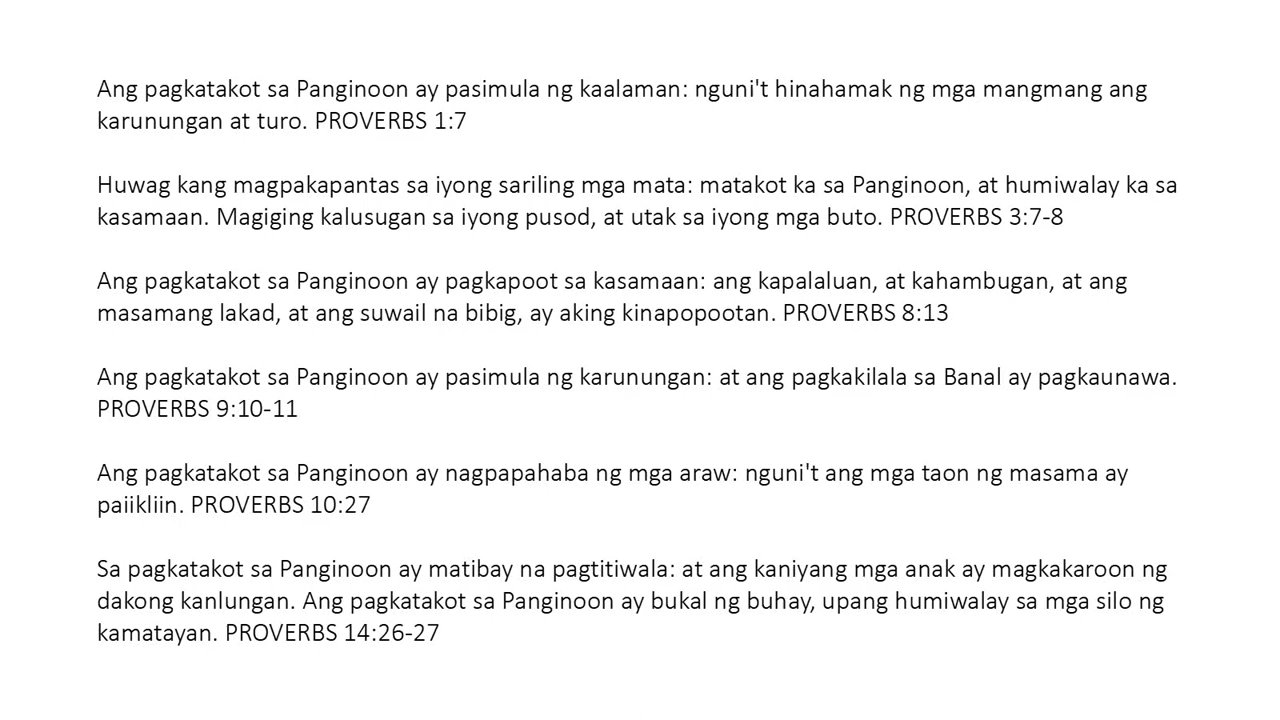 Ang pagkatakot sa Panginoon ay pasimula ng kaalaman: nguni't hinahamak ng mga mangmang ang
karunungan at turo. PROVERBS 1:7
Huwag kang magpakapantas sa iyong sariling mga mata: matakot ka sa Panginoon, at humiwalay ka sa
kasamaan. Magiging kalusugan sa iyong pusod, at utak sa iyong mga buto. PROVERBS 3:7-8
Ang pagkatakot sa Panginoon ay pagkapoot sa kasamaan: ang kapalaluan, at kahambugan, at ang
masamang lakad, at ang suwail na bibig, ay aking kinapopootan. PROVERBS 8:13
Ang pagkatakot sa Panginoon ay pasimula ng karunungan: at ang pagkakilala sa Banal ay pagkaunawa.
PROVERBS 9:10-11
Ang pagkatakot sa Panginoon ay nagpapahaba ng mga araw: nguni't ang mga taon ng masama ay
paiikliin. PROVERBS 10:27
Sa pagkatakot sa Panginoon ay matibay na pagtitiwala: at ang kaniyang mga anak ay magkakaroon ng
dakong kanlungan. Ang pagkatakot sa Panginoon ay bukal ng buhay, upang humiwalay sa mga silo ng
kamatayan. PROVERBS 14:26-27